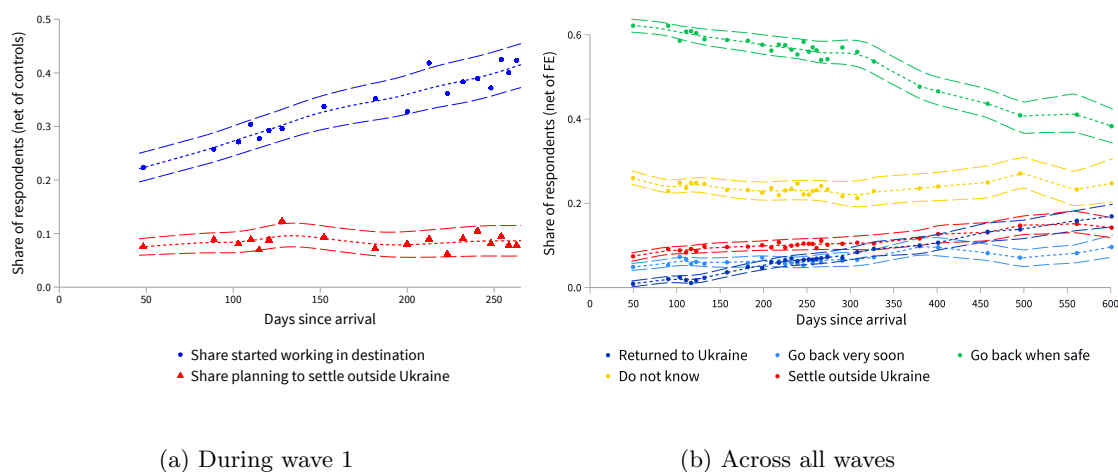 Share of respondents (net of controls)
0.5
0.4
0.3
0.2
0.1
0.0
0
50
100
150
200
250
Days since arrival
Share started working in destination
Share planning to settle outside Ukraine
(a) During wave 1
Share of respondents (net of FE)
0.6
0.4
0.2
0.0
0
50
100
150
200
250
300
350
400
450
500
550
600
Days since arrival
Returned to Ukraine
Go back very soon
Go back when safe
Do not know
Settle outside Ukraine
(b) Across all waves